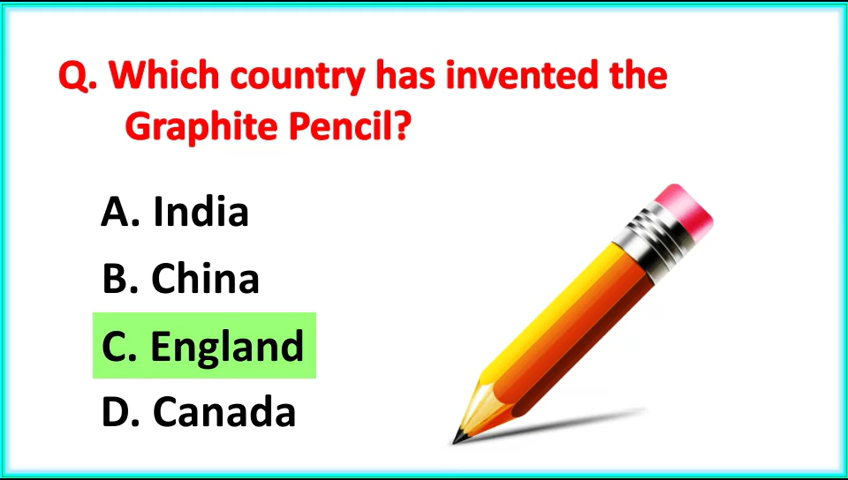 Q. Which country has invented the
Graphite Pencil?
A. India
B. China
C. England
D. Canada